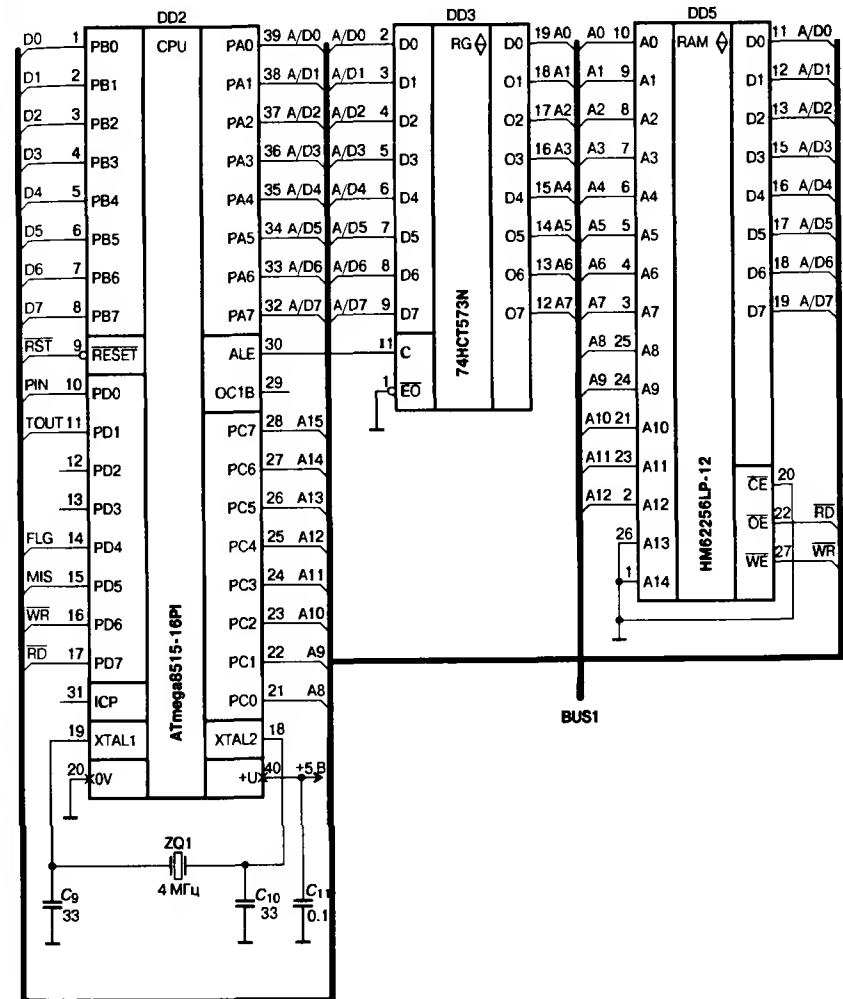 DD2
CPU
ATmega8515-16PI
D0 1 PB0
D1 2 PB1
D2 3 PB2
D3 4 PB3
D4 5 PB4
D5 6 PB5
D6 7 PB6
D7 8 PB7
RST 9 RESET
PIN 10 PD0
TOUT 11 PD1
12 PD2
13 PD3
FLG 14 PD4
MIS 15 PD5
WR 16 PD6
RD 17 PD7
31 ICP
19 XTAL1
20 0V
PA0 39 A/D0
PA1 38 A/D1
PA2 37 A/D2
PA3 36 A/D3
PA4 35 A/D4
PA5 34 A/D5
PA6 33 A/D6
PA7 32 A/D7
ALE 30
OC1B 29
PC7 28 A15
PC6 27 A14
PC5 26 A13
PC4 25 A12
PC3 24 A11
PC2 23 A10
PC1 22 A9
PC0 21 A8
XTAL2 18
+U 40 +5 В
ZQ1
4 МГц
C9
33
C10
33
C11
0.1
DD3
RG
74HCT573N
A/D0 2 D0
A/D1 3 D1
A/D2 4 D2
A/D3 5 D3
A/D4 6 D4
A/D5 7 D5
A/D6 8 D6
A/D7 9 D7
11 C
1 EO
D0 19 A0
O1 18 A1
O2 17 A2
O3 16 A3
D4 15 A4
O5 14 A5
O6 13 A6
O7 12 A7
DD5
RAM
HM62256LP-12
A0 10 A0
A1 9 A1
A2 8 A2
A3 7 A3
A4 6 A4
A5 5 A5
A6 4 A6
A7 3 A7
A8 25 A8
A9 24 A9
A10 21 A10
A11 23 A11
A12 2 A12
26 A13
1 A14
D0 11 A/D0
D1 12 A/D1
D2 13 A/D2
D3 15 A/D3
D4 16 A/D4
D5 17 A/D5
D6 18 A/D6
D7 19 A/D7
CE 20
OE 22 RD
WE 27 WR
BUS1